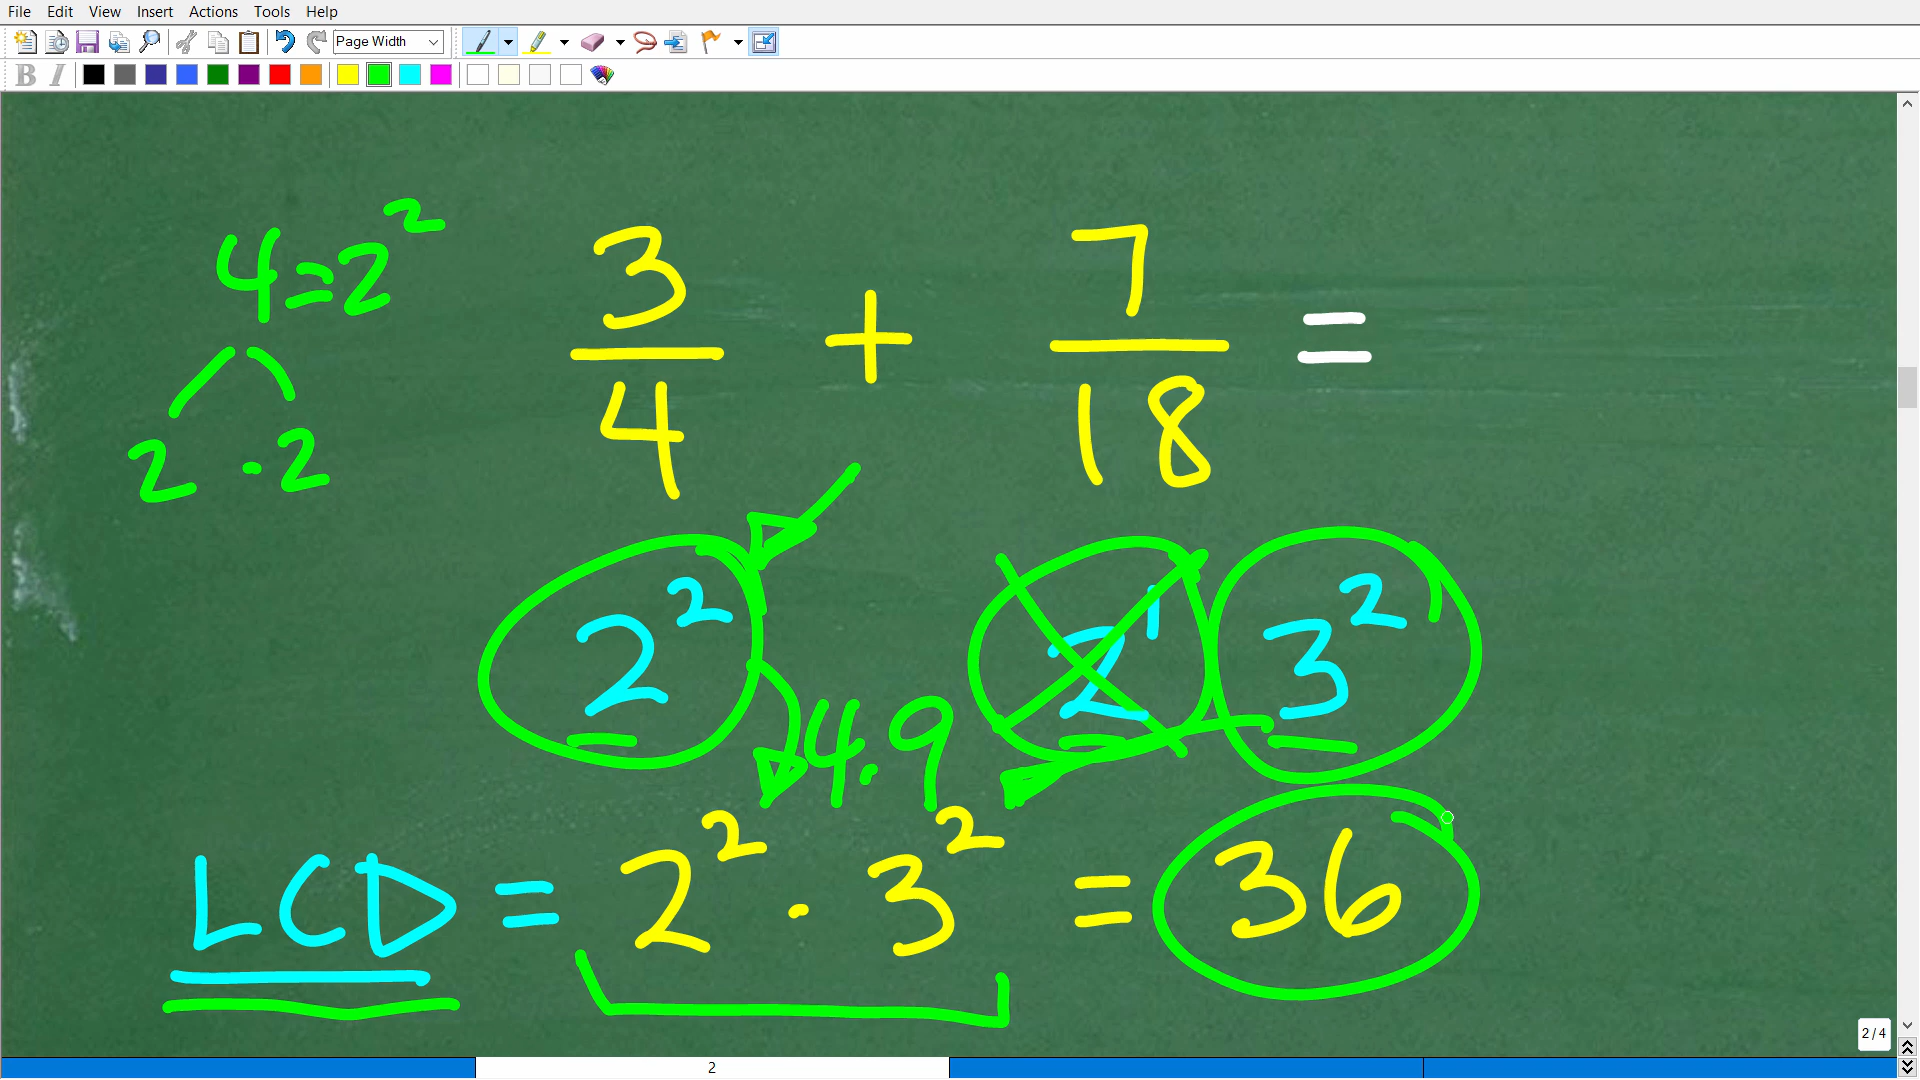 File Edit View Insert Actions Tools Help
Page Width
B I
4=2²
2 · 2
3/4 + 7/18 =
2² 2¹ 3²
4·9
LCD = 2² · 3² = 36
2 / 4
2